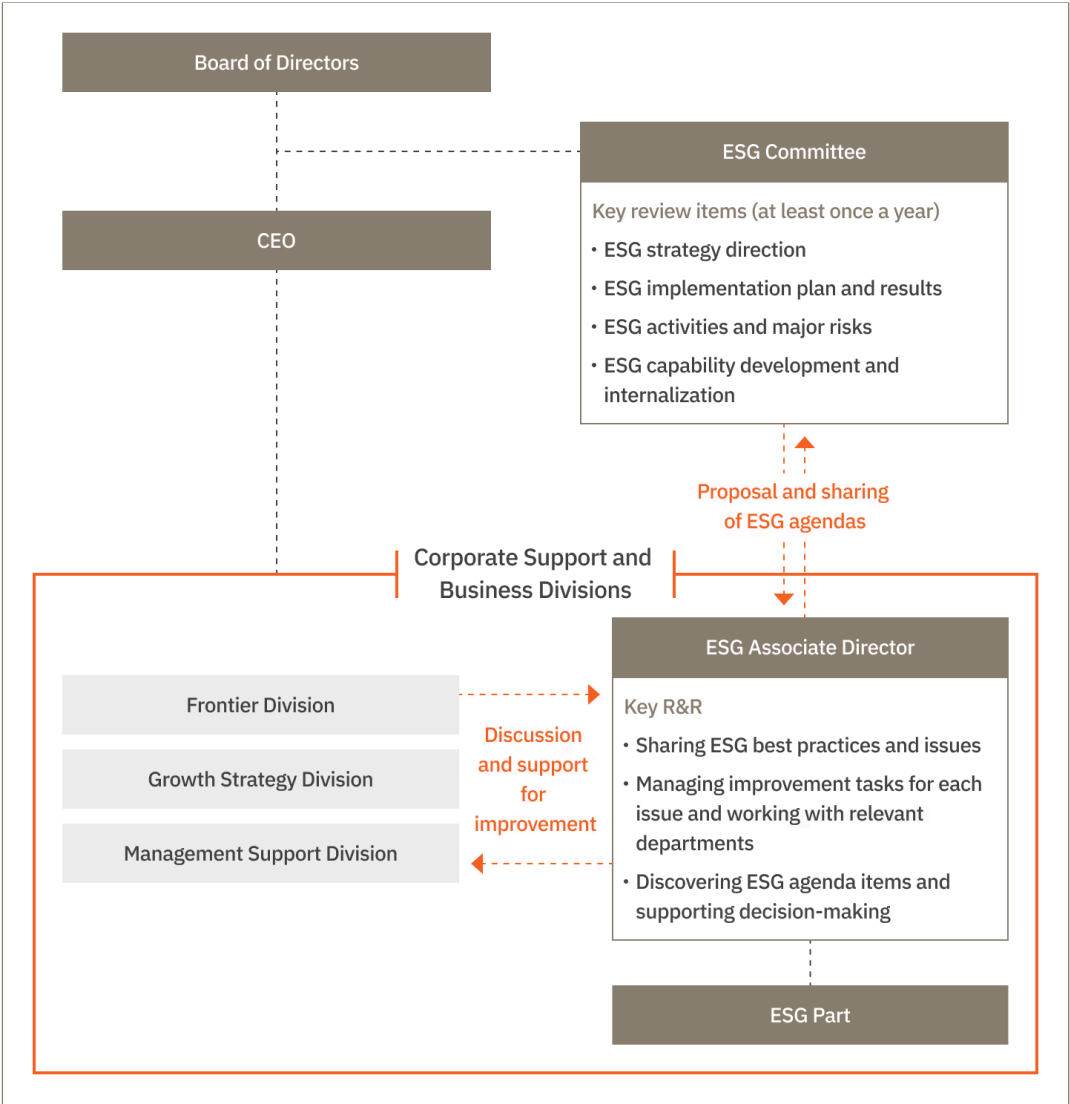 Board of Directors
ESG Committee
Key review items (at least once a year)
• ESG strategy direction
• ESG implementation plan and results
• ESG activities and major risks
• ESG capability development and
internalization
CEO
Proposal and sharing
of ESG agendas
Corporate Support and
Business Divisions
ESG Associate Director
Key R&R
• Sharing ESG best practices and issues
• Managing improvement tasks for each
issue and working with relevant
departments
• Discovering ESG agenda items and
supporting decision-making
Frontier Division
Growth Strategy Division
Management Support Division
Discussion
and support
for
improvement
ESG Part